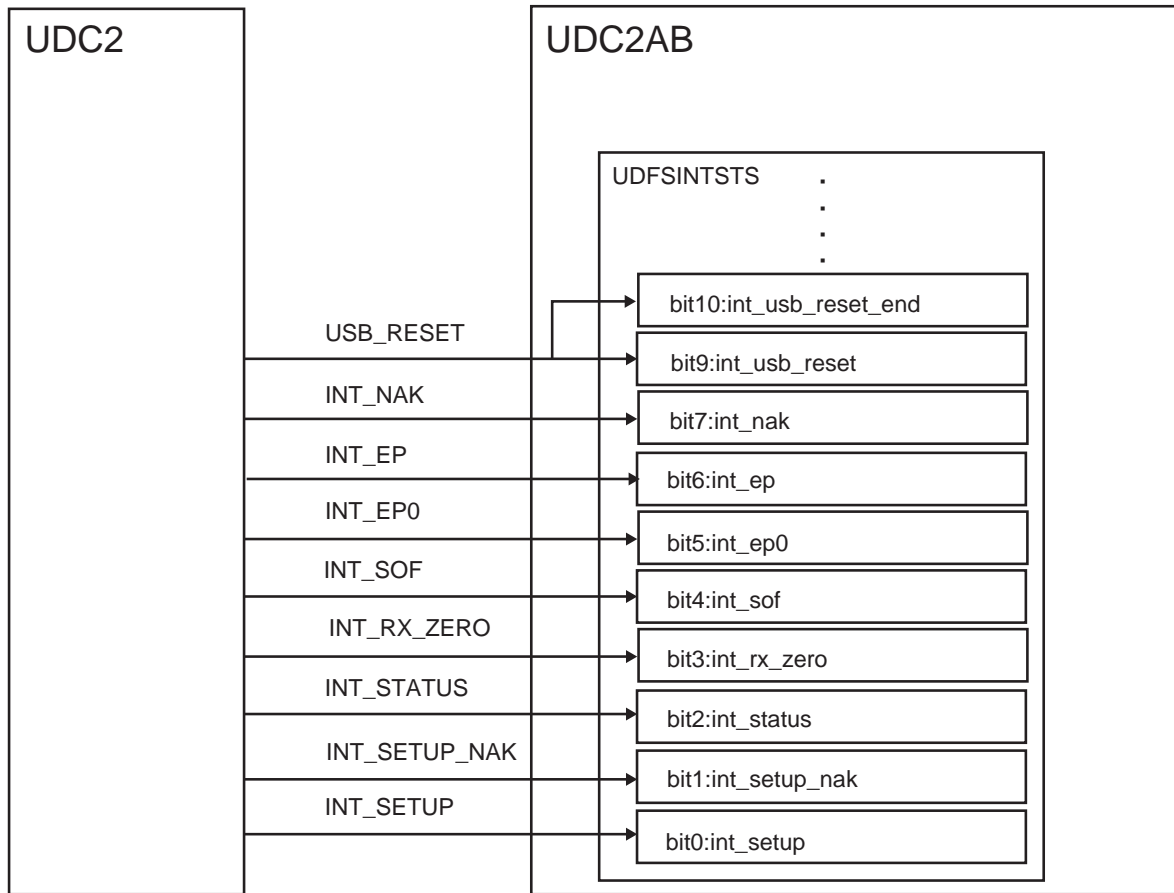 UDC2
UDC2AB
UDFSINTSTS
bit10:int_usb_reset_end
USB_RESET
bit9:int_usb_reset
INT_NAK
bit7:int_nak
INT_EP
bit6:int_ep
INT_EP0
bit5:int_ep0
INT_SOF
bit4:int_sof
INT_RX_ZERO
bit3:int_rx_zero
INT_STATUS
bit2:int_status
INT_SETUP_NAK
bit1:int_setup_nak
INT_SETUP
bit0:int_setup